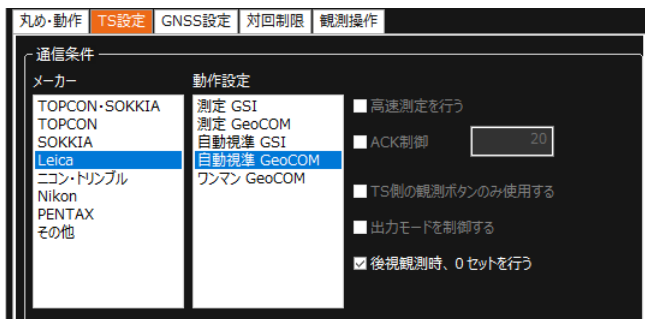 丸め・動作 TS設定 GNSS設定 対回制限 観測操作
通信条件
メーカー
TOPCON・SOKKIA
TOPCON
SOKKIA
Leica
ニコン・トリンブル
Nikon
PENTAX
その他
動作設定
測定 GSI
測定 GeoCOM
自動視準 GSI
自動視準 GeoCOM
ワンマン GeoCOM
高速測定を行う
ACK制御 20
TS側の観測ボタンのみ使用する
出力モードを制御する
後視観測時、0セットを行う